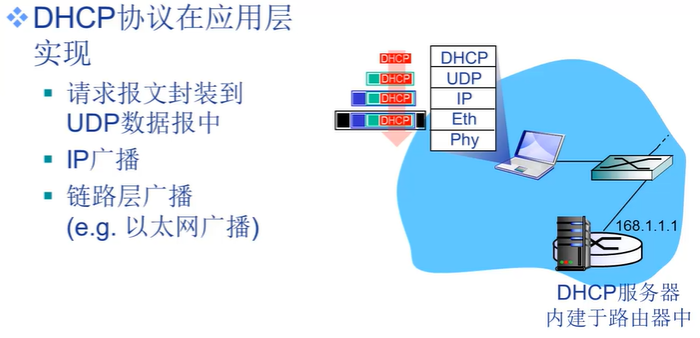 DHCP协议在应用层
实现
请求报文封装到
UDP数据报中
IP广播
链路层广播
(e.g. 以太网广播)
DHCP
DHCP
DHCP
DHCP
DHCP
UDP
IP
Eth
Phy
168.1.1.1
DHCP服务器
内建于路由器中